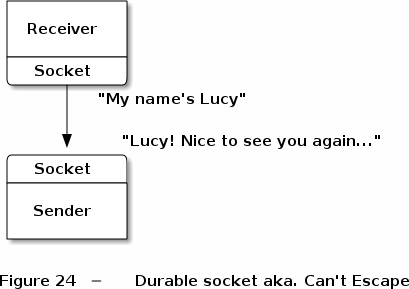 Receiver
Socket
"My name's Lucy"
"Lucy! Nice to see you again..."
Socket
Sender
Figure 24 – Durable socket aka. Can't Escape